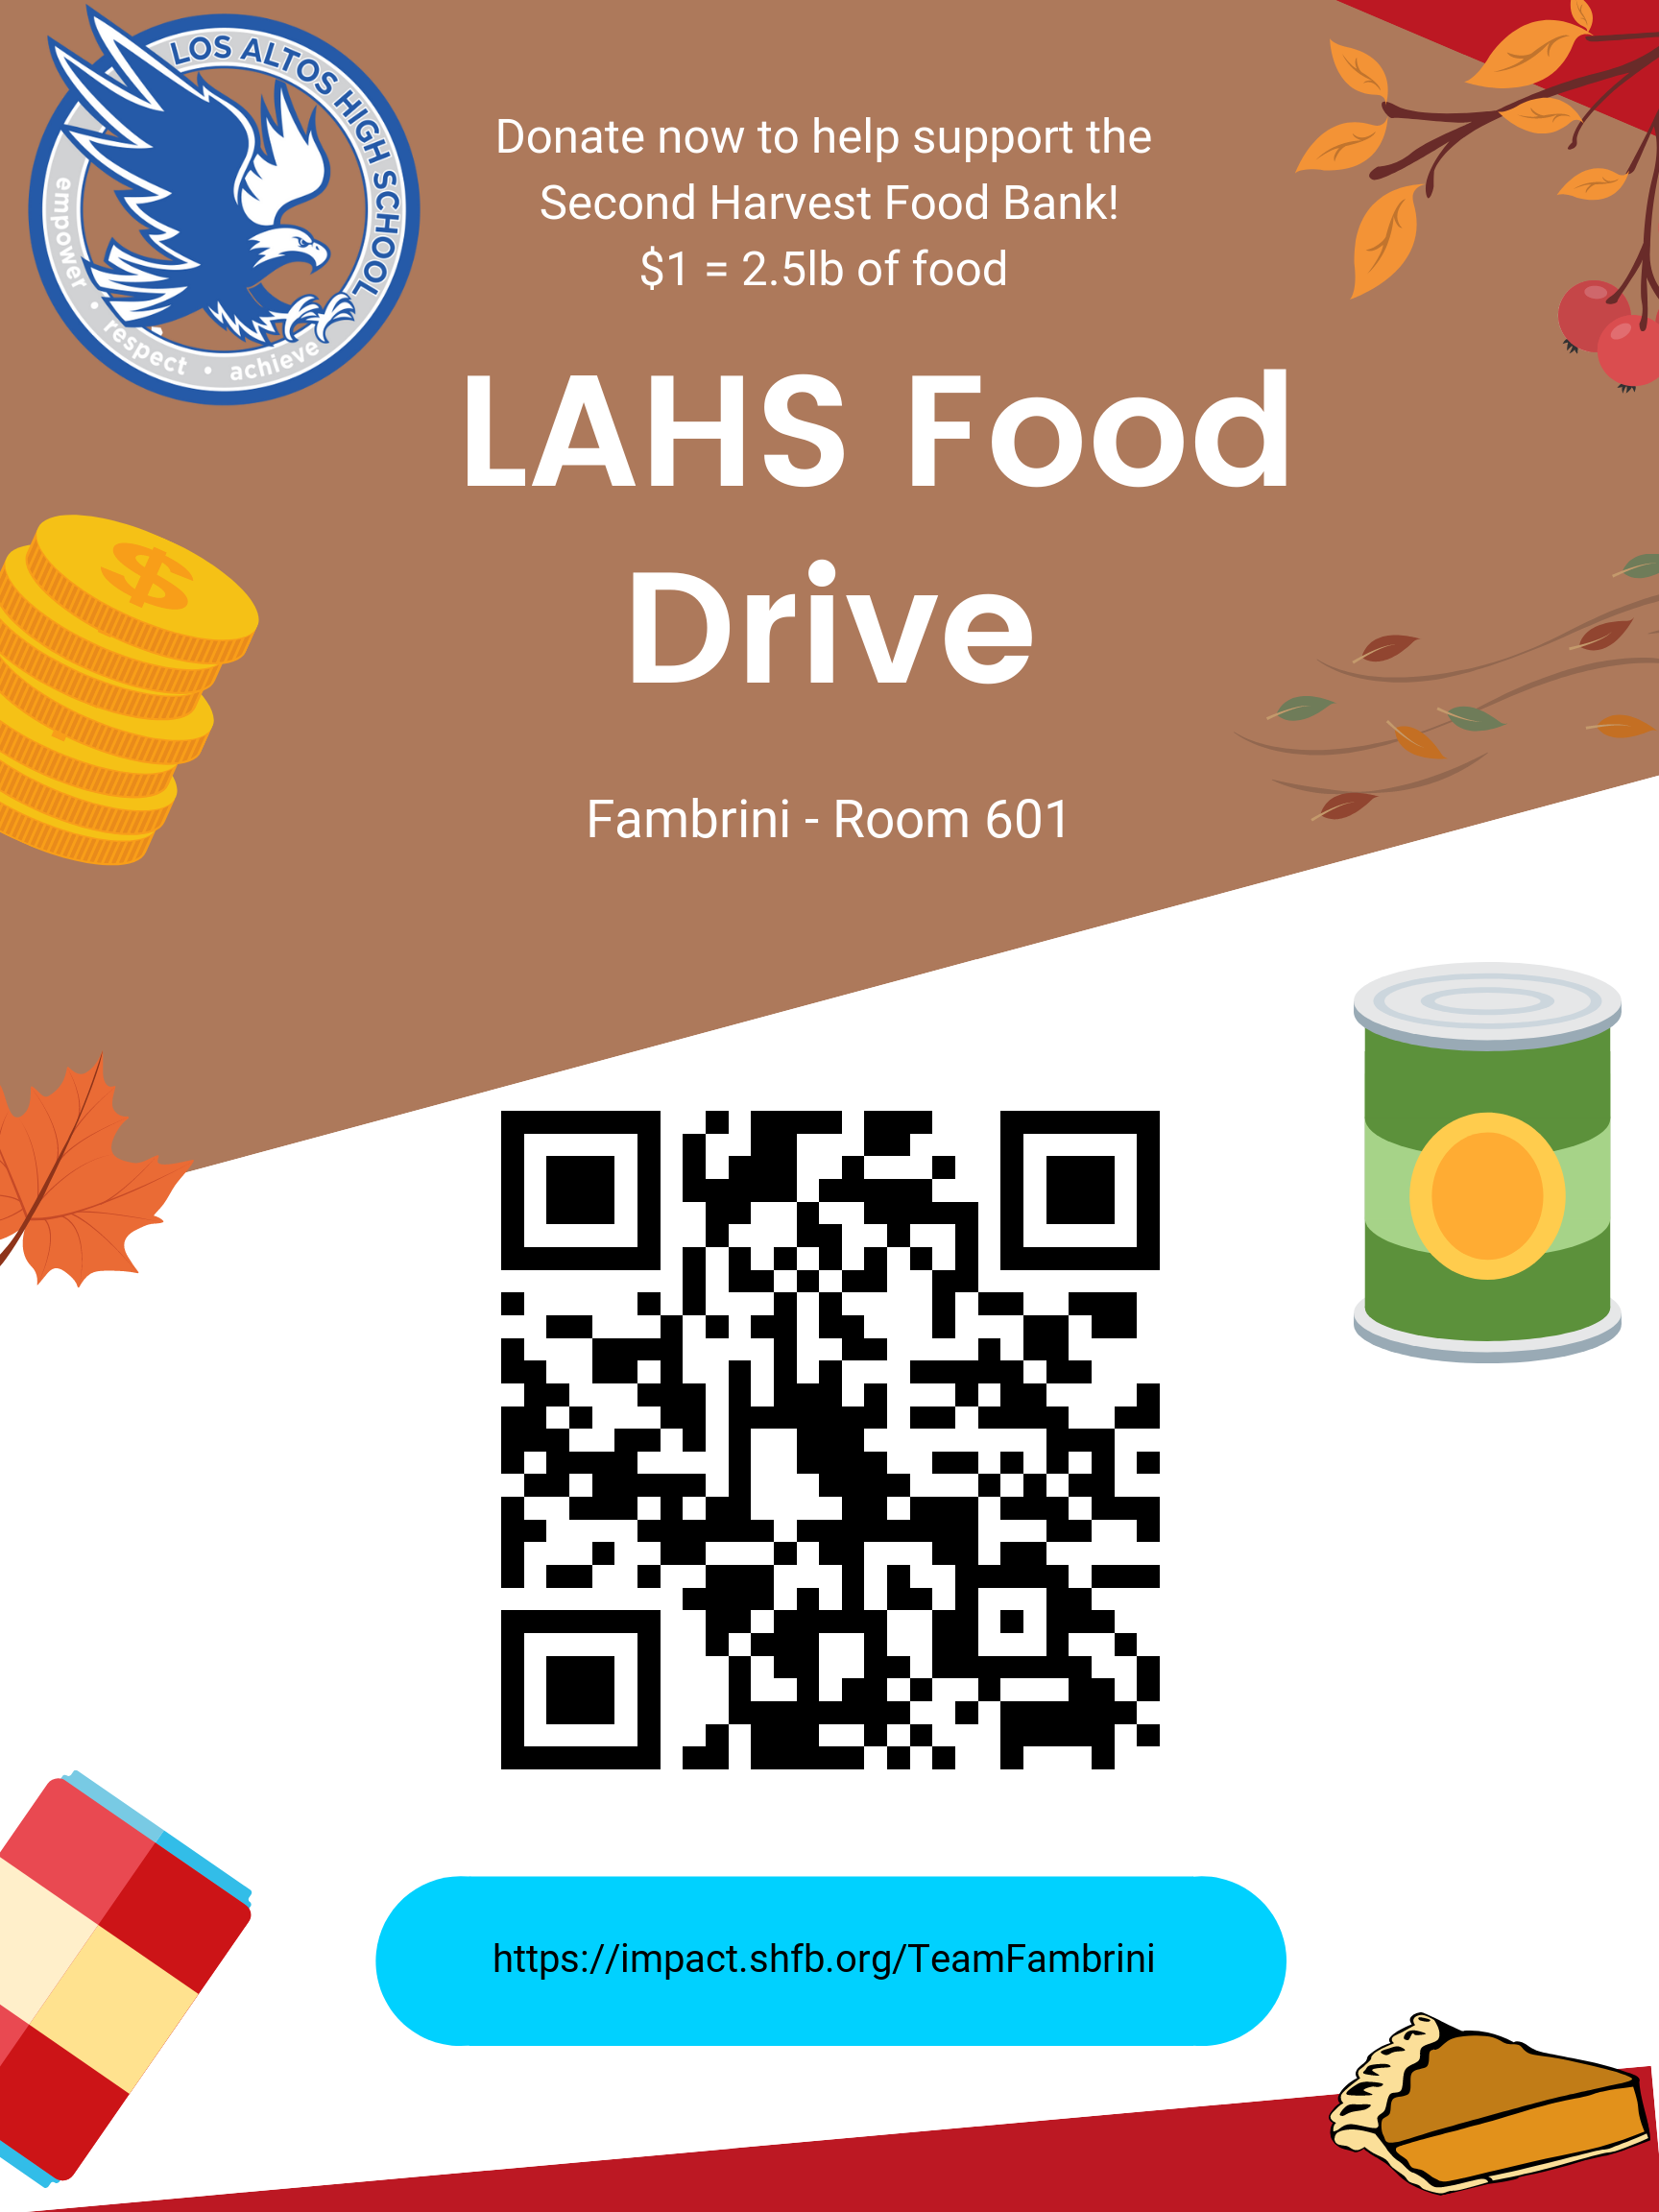 LOS ALTOS HIGH SCHOOL
empower • respect • achieve
Donate now to help support the
Second Harvest Food Bank!
$1 = 2.5lb of food
LAHS Food
Drive
$
Fambrini - Room 601
https://impact.shfb.org/TeamFambrini